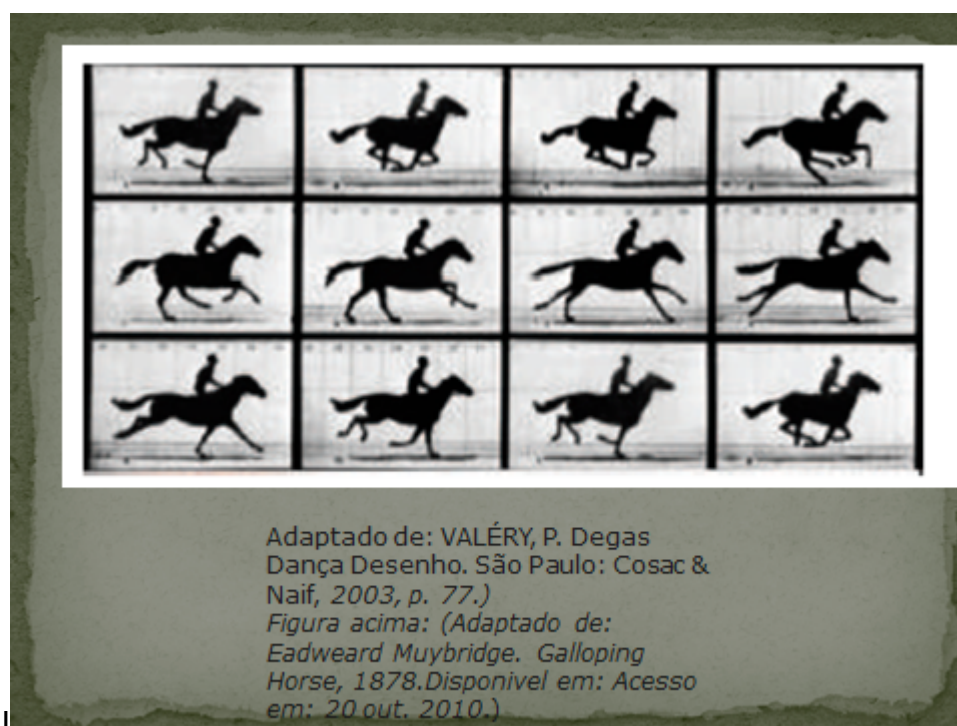 Adaptado de: VALÉRY, P. Degas
Dança Desenho. São Paulo: Cosac &
Naif, 2003, p. 77.)
Figura acima: (Adaptado de:
Eadweard Muybridge. Galloping
Horse, 1878.Disponivel em: Acesso
em: 20 out. 2010.)